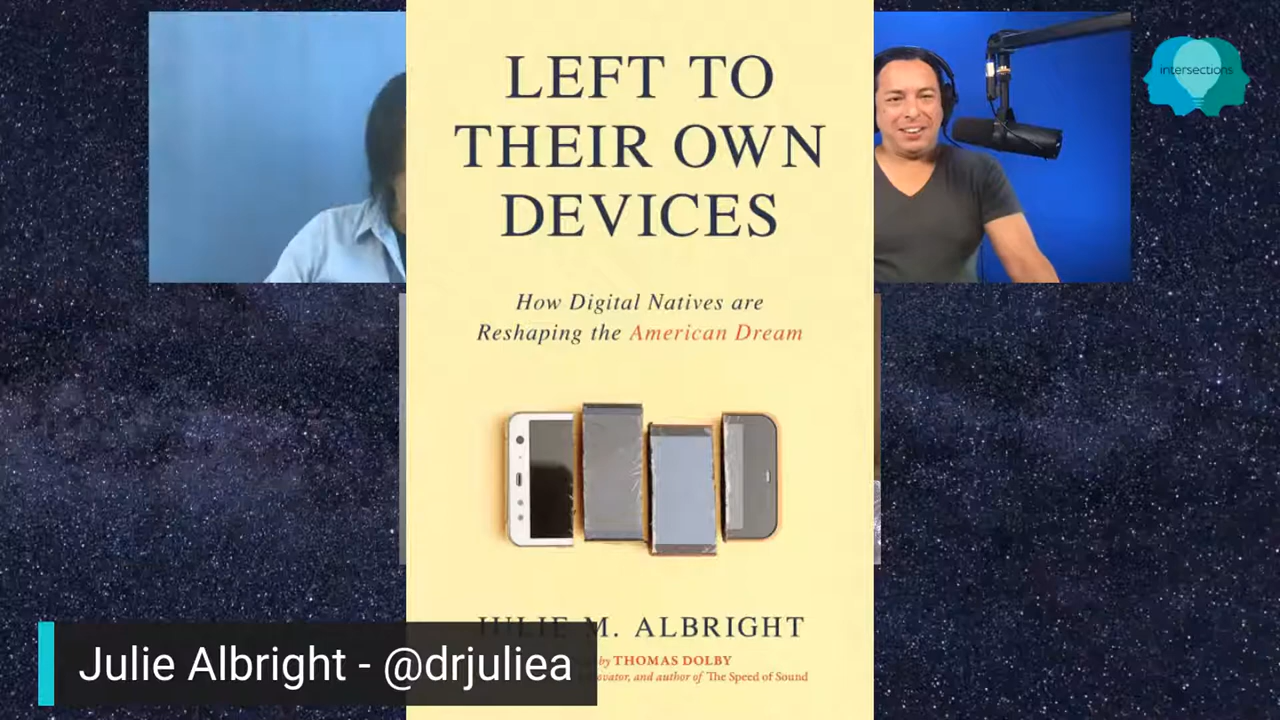 LEFT TO
THEIR OWN
DEVICES
intersections
How Digital Natives are
Reshaping the American Dream
M. ALBRIGHT
Julie Albright - @drjuliea
by THOMAS DOLBY
and author of The Speed of Sound